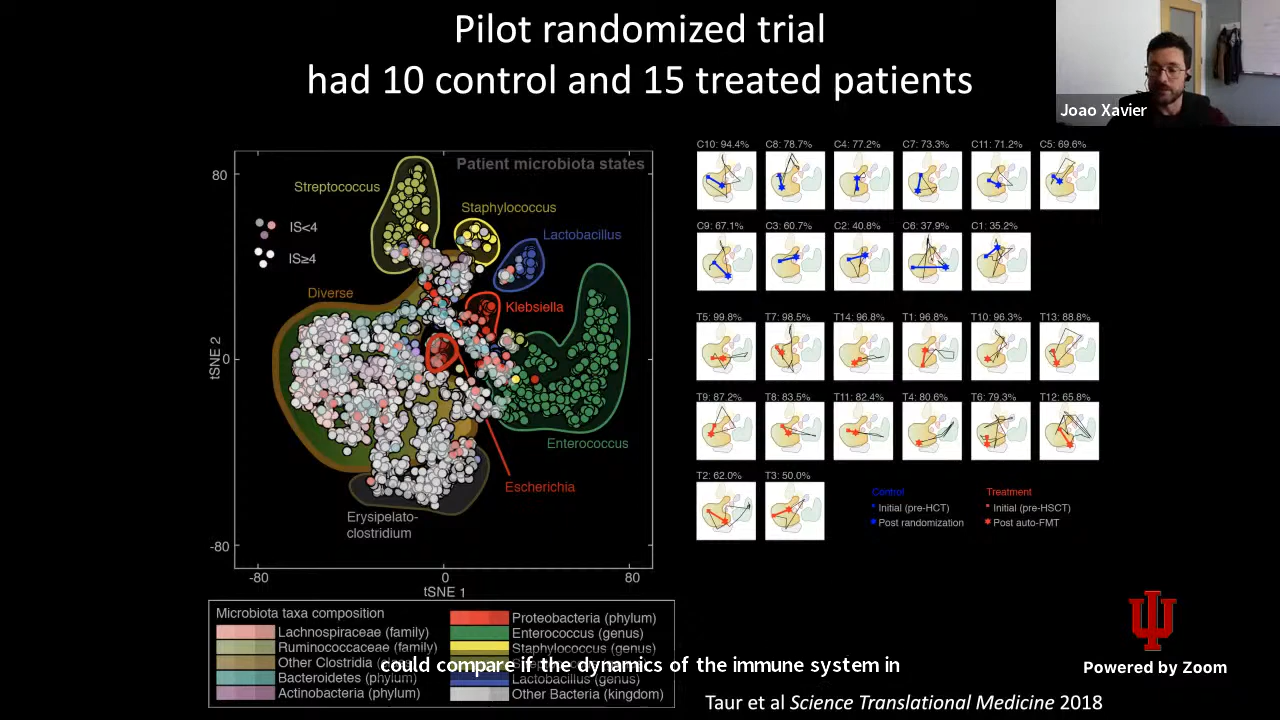 Pilot randomized trial
had 10 control and 15 treated patients
Joao Xavier
Patient microbiota states
Streptococcus
Staphylococcus
Lactobacillus
IS<4
IS≥4
Diverse
Klebsiella
Enterococcus
Escherichia
Erysipelato-
clostridium
80
0
-80
tSNE 2
-80
0
80
tSNE 1
Microbiota taxa composition
Lachnospiraceae (family)
Ruminococcaceae (family)
Other Clostridia
Bacteroidetes (phylum)
Actinobacteria (phylum)
Proteobacteria (phylum)
Enterococcus (genus)
Staphylococcus (genus)
Lactobacillus (genus)
Other Bacteria (kingdom)
C10: 94.4%
C8: 78.7%
C4: 77.2%
C7: 73.3%
C11: 71.2%
C5: 69.6%
C9: 67.1%
C3: 60.7%
C2: 40.8%
C6: 37.9%
C1: 35.2%
T5: 99.8%
T7: 98.5%
T14: 96.8%
T1: 96.8%
T10: 96.3%
T13: 88.8%
T9: 87.2%
T8: 83.5%
T11: 82.4%
T4: 80.6%
T6: 79.3%
T12: 65.8%
T2: 62.0%
T3: 50.0%
Control
Initial (pre-HCT)
Post randomization
Treatment
Initial (pre-HSCT)
Post auto-FMT
could compare if the dynamics of the immune system in
Powered by Zoom
Taur et al Science Translational Medicine 2018